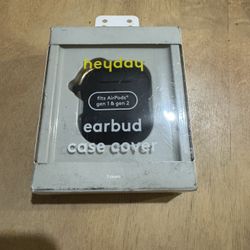 heyday
fits AirPods®
gen 1 & gen 2
earbud
case cover